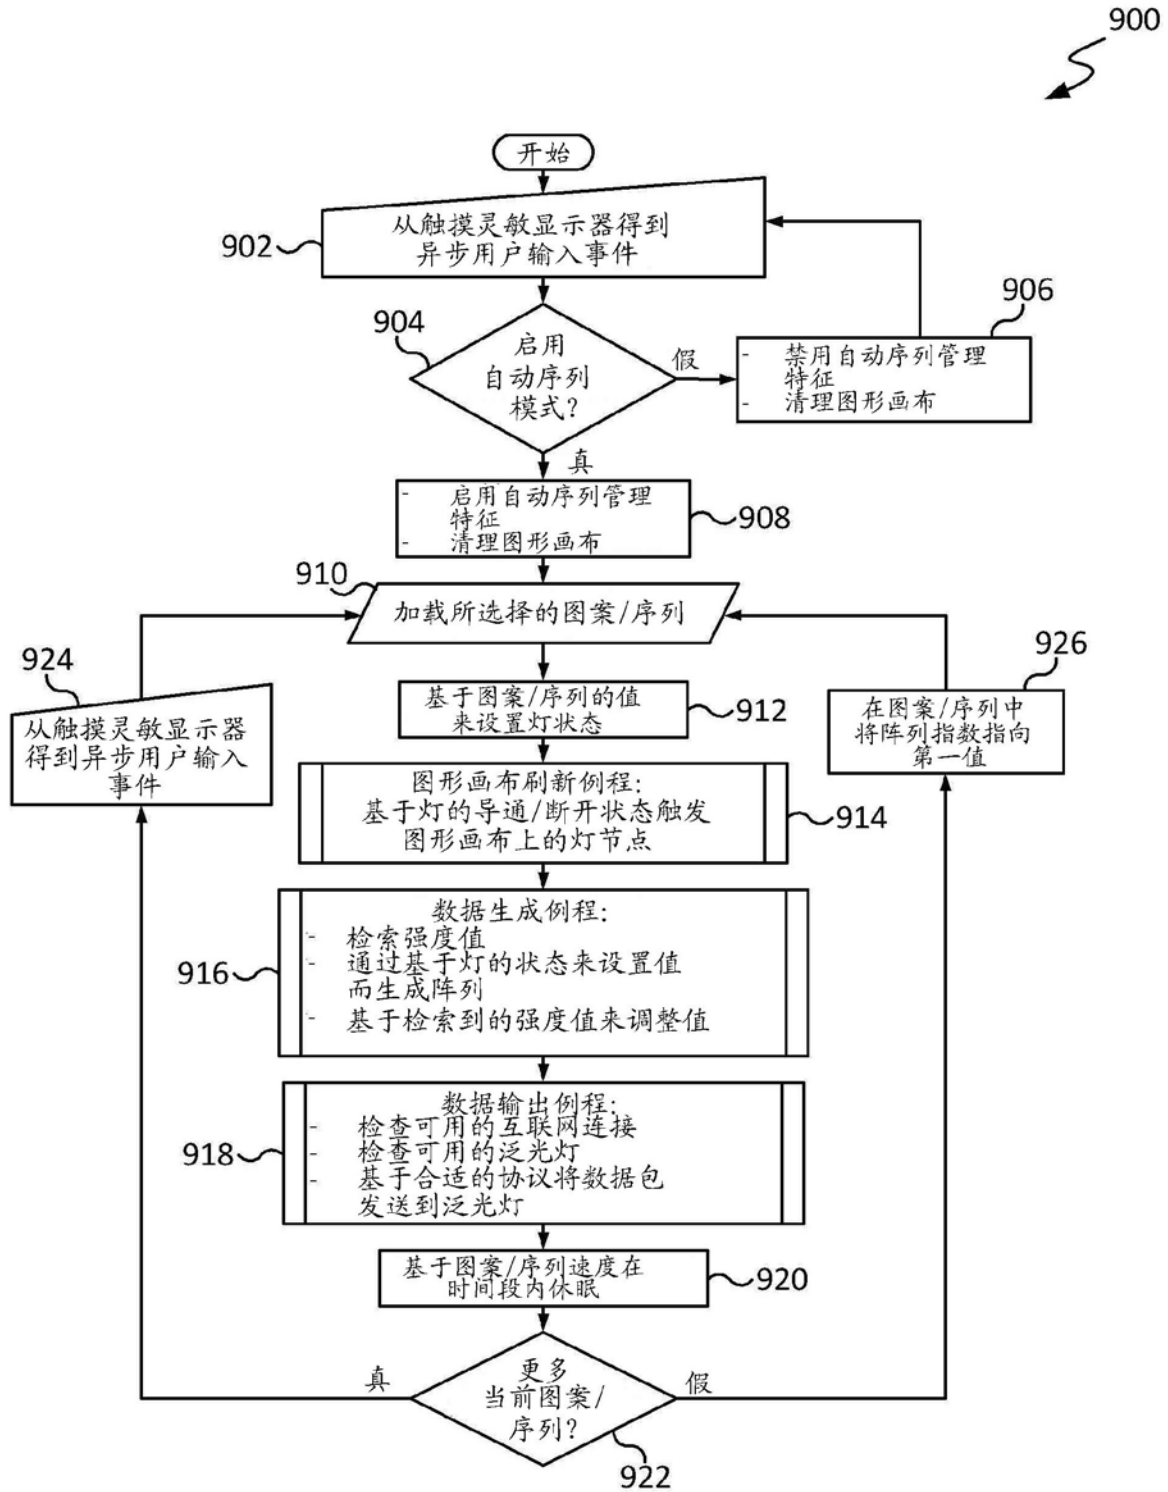 900
开始
从触摸灵敏显示器得到
异步用户输入事件
902
904
启用
自动序列
模式?
假
906
- 禁用自动序列管理
特征
- 清理图形画布
真
- 启用自动序列管理
特征
- 清理图形画布
908
910
加载所选择的图案/序列
924
从触摸灵敏显示器
得到异步用户输入
事件
基于图案/序列的值
来设置灯状态
912
926
在图案/序列中
将阵列指数指向
第一值
图形画布刷新例程:
基于灯的导通/断开状态触发
图形画布上的灯节点
914
数据生成例程:
- 检索强度值
- 通过基于灯的状态来设置值
而生成阵列
- 基于检索到的强度值来调整值
916
数据输出例程:
- 检查可用的互联网连接
- 检查可用的泛光灯
- 基于合适的协议将数据包
发送到泛光灯
918
基于图案/序列速度在
时间段内休眠
920
真
更多
当前图案/
序列?
假
922